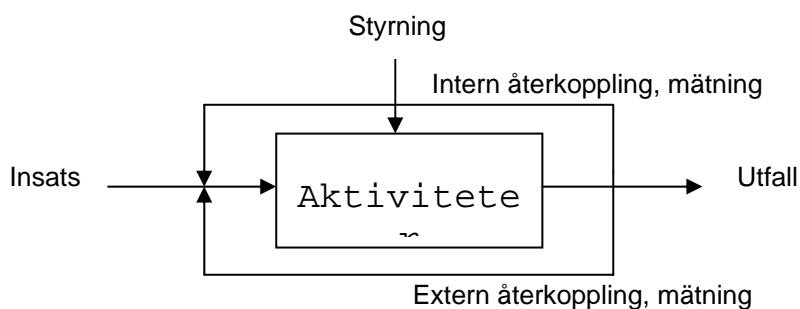 Styrning
Intern återkoppling, mätning
Insats
Aktivitete
Utfall
Extern återkoppling, mätning